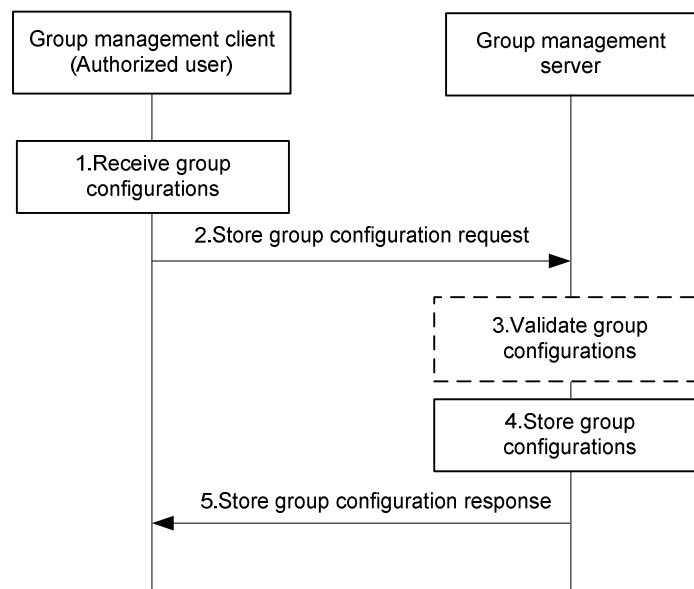 Group management client
(Authorized user)
Group management
server
1.Receive group
configurations
2.Store group configuration request
3.Validate group
configurations
4.Store group
configurations
5.Store group configuration response